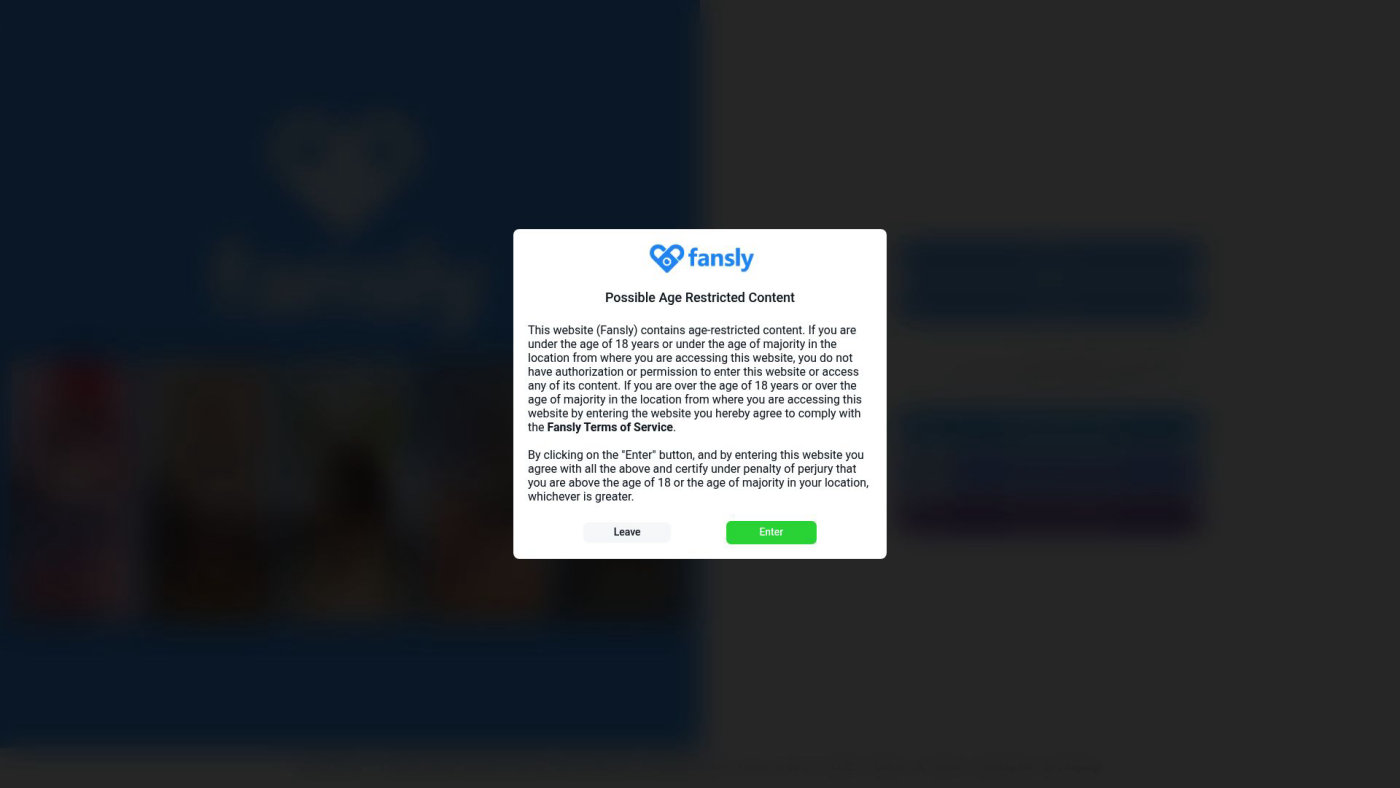 fansly
Possible Age Restricted Content
This website (Fansly) contains age-restricted content. If you are
under the age of 18 years or under the age of majority in the
location from where you are accessing this website, you do not
have authorization or permission to enter this website or access
any of its content. If you are over the age of 18 years or over the
age of majority in the location from where you are accessing this
website by entering the website you hereby agree to comply with
the Fansly Terms of Service.
By clicking on the "Enter" button, and by entering this website you
agree with all the above and certify under penalty of perjury that
you are above the age of 18 or the age of majority in your location,
whichever is greater.
Leave
Enter